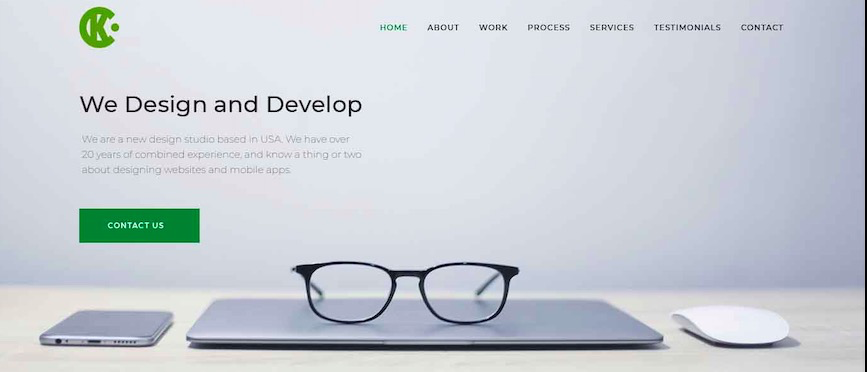 CK
HOME ABOUT WORK PROCESS SERVICES TESTIMONIALS CONTACT
We Design and Develop
We are a new design studio based in USA. We have over
20 years of combined experience, and know a thing or two
about designing websites and mobile apps.
CONTACT US